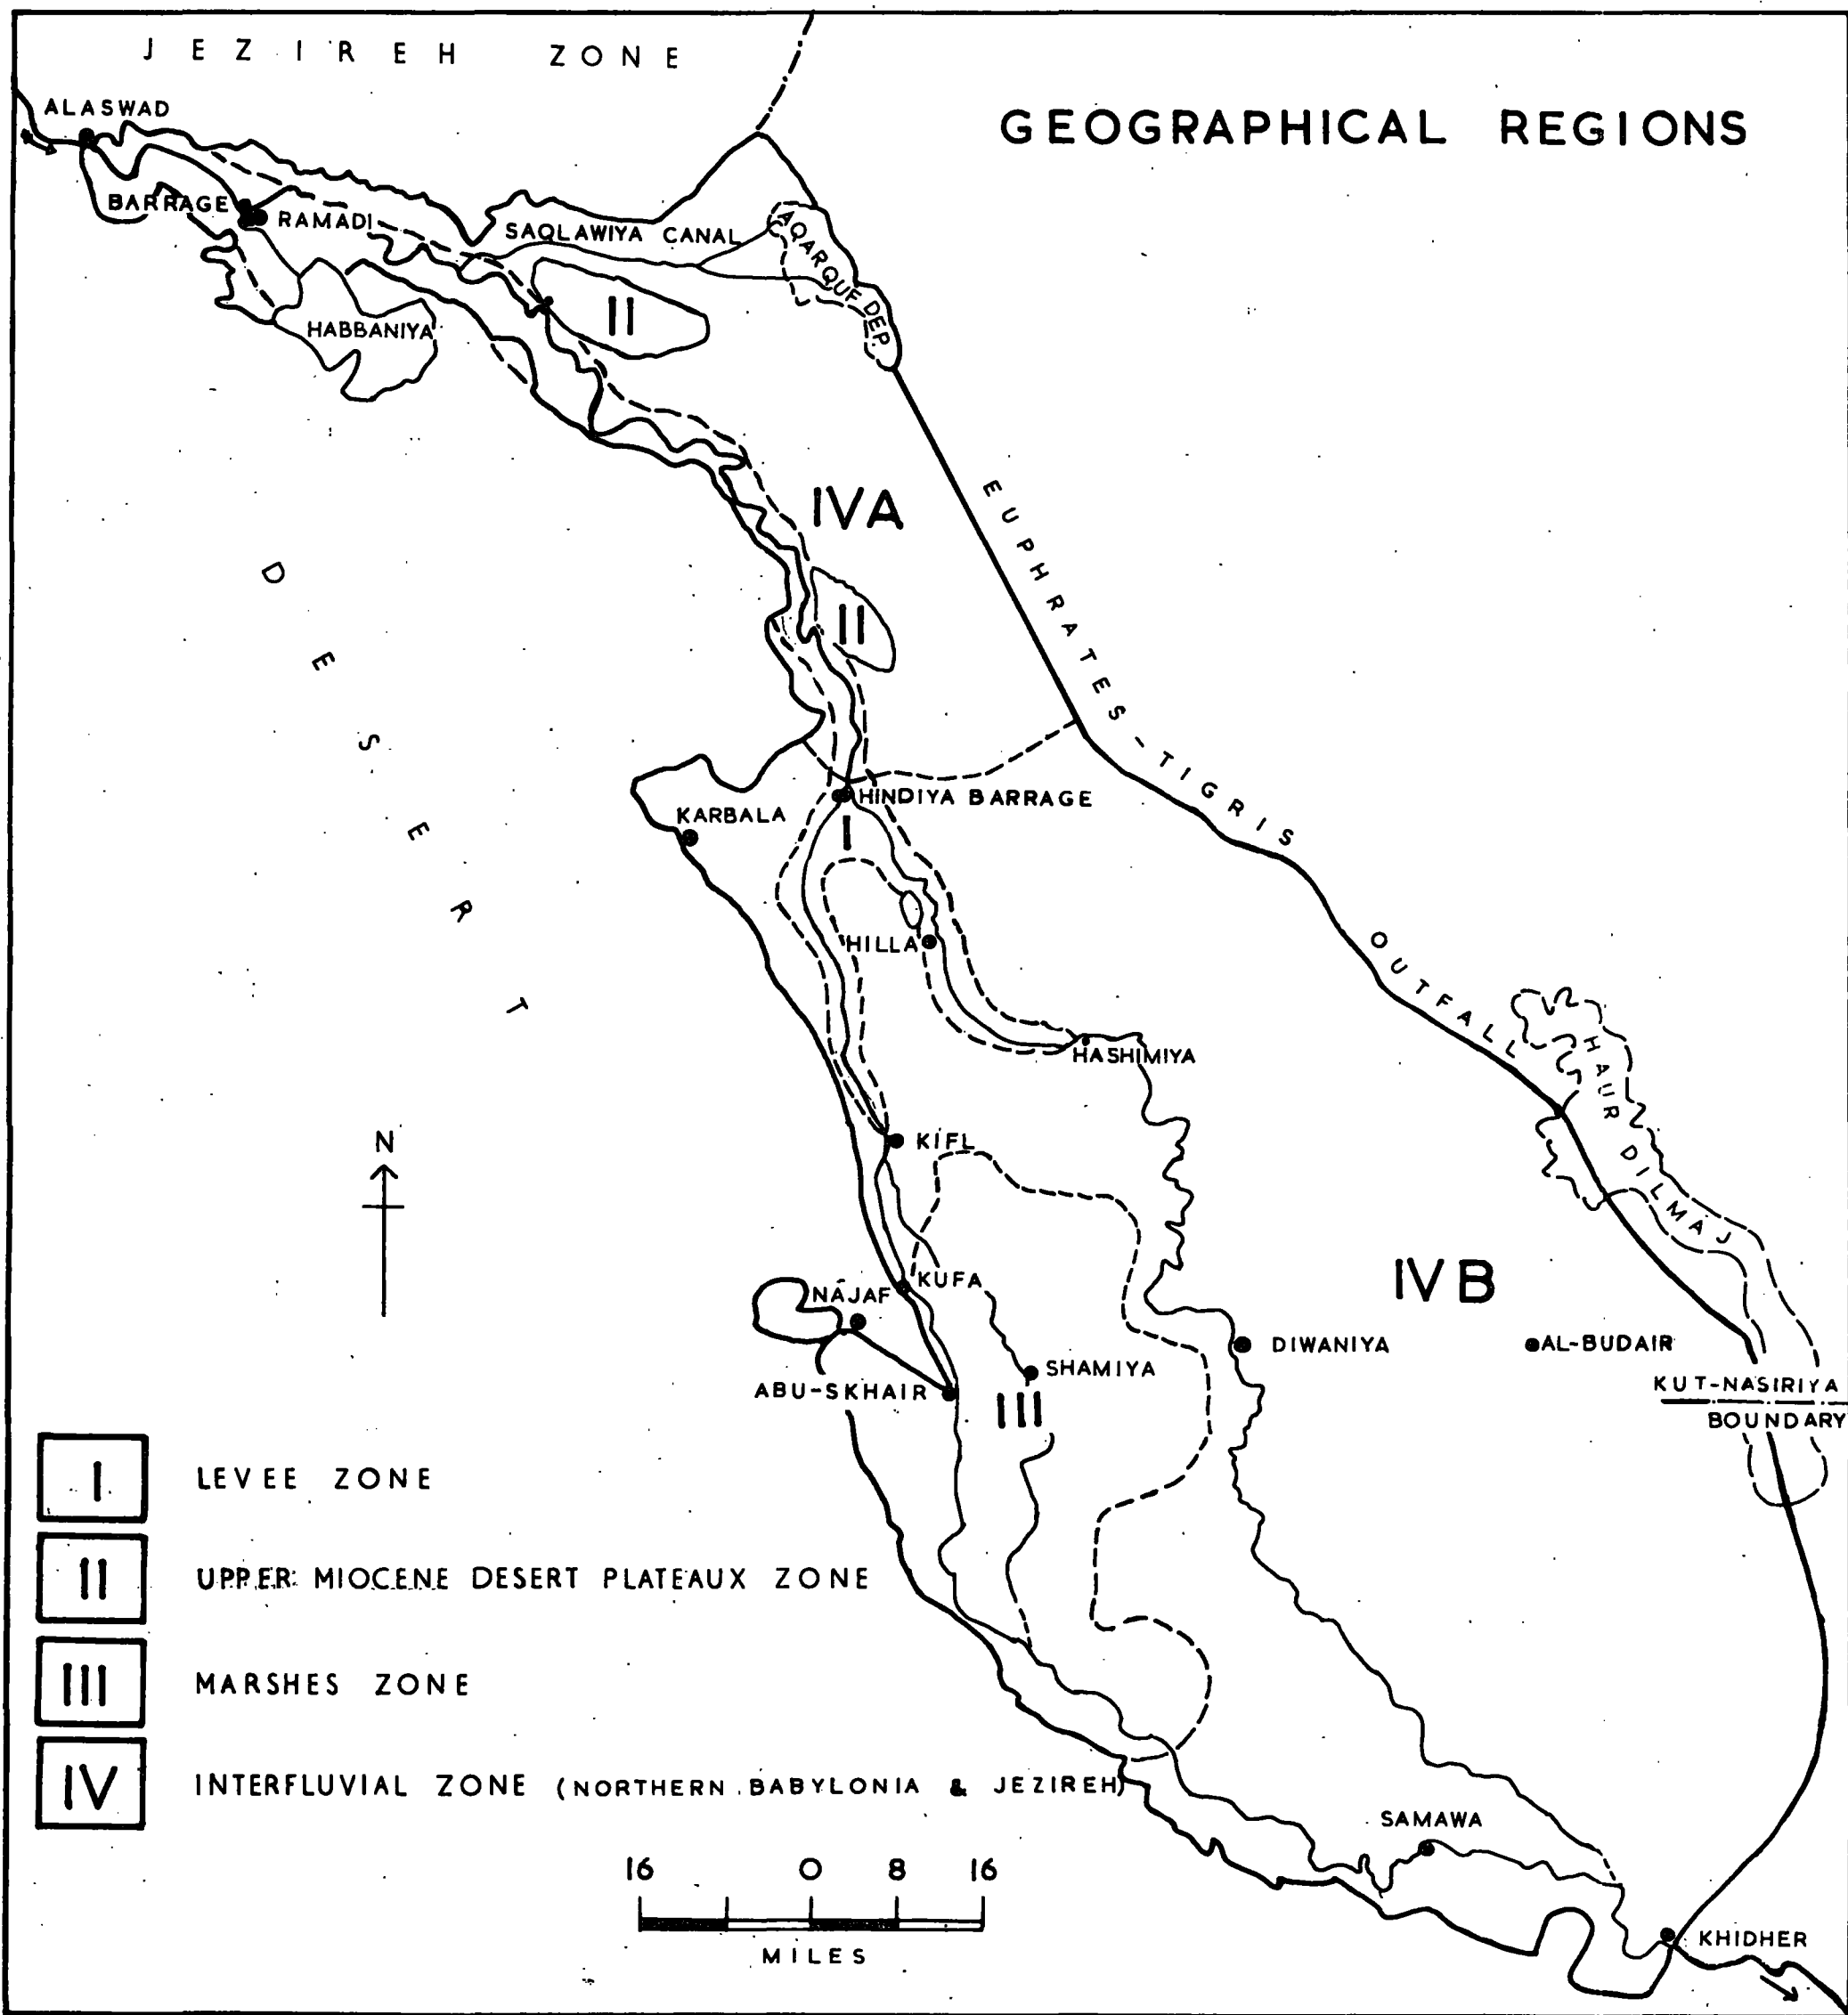 JEZIREH ZONE
GEOGRAPHICAL REGIONS
ALASWAD
BARRAGE
RAMADI
SAQLAWIYA CANAL
AQARQUF DEP.
II
HABBANIYA
IVA
EUPHRATES-TIGRIS OUTFALL
DESERT
II
HINDIYA BARRAGE
KARBALA
I
HILLA
HASHIMIYA
HAUR DILMAJ
N
KIFL
KUFA
NAJAF
IVB
DIWANIYA
AL-BUDAIR
SHAMIYA
ABU-SKHAIR
III
KUT-NASIRIYA
BOUNDARY
I LEVEE ZONE
II UPPER MIOCENE DESERT PLATEAUX ZONE
III MARSHES ZONE
IV INTERFLUVIAL ZONE (NORTHERN BABYLONIA & JEZIREH)
SAMAWA
16 0 8 16
MILES
KHIDHER